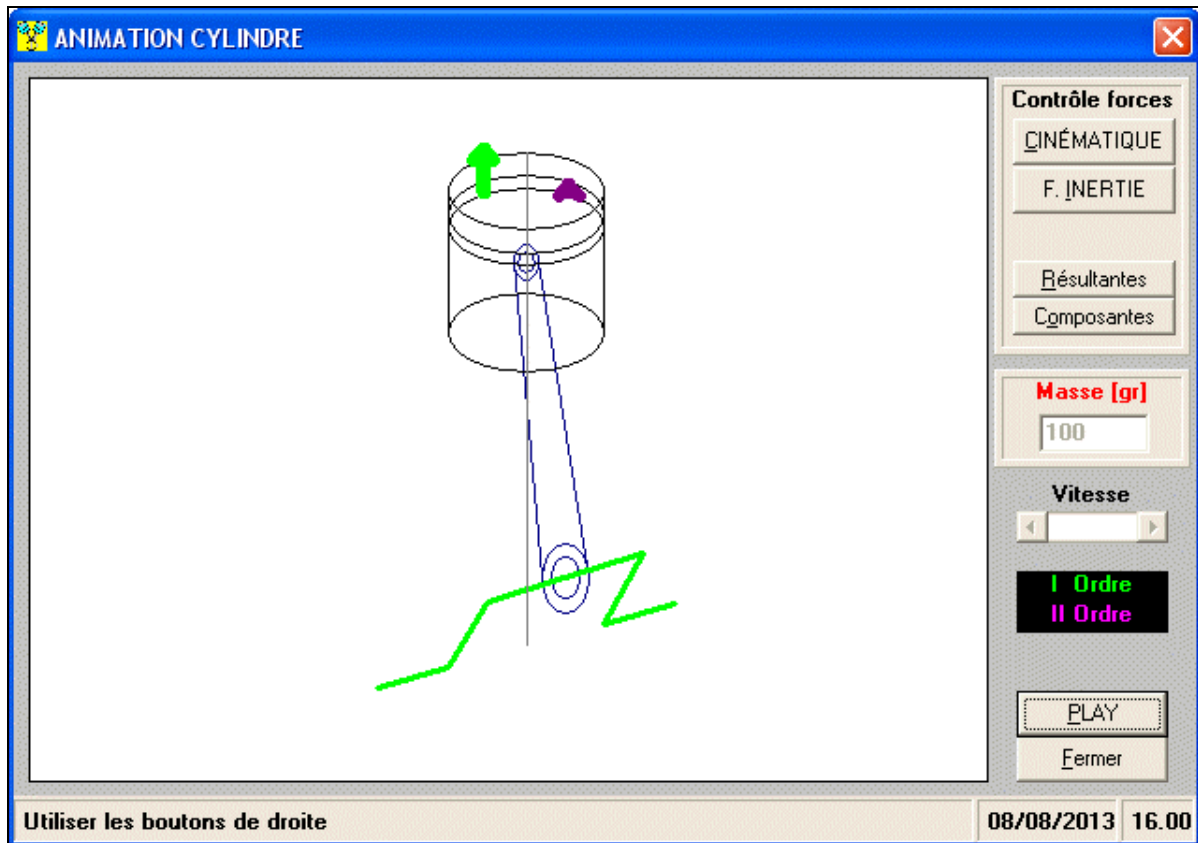 ANIMATION CYLINDRE
Contrôle forces
CINÉMATIQUE
F. INERTIE
Résultantes
Composantes
Masse [gr]
100
Vitesse
I Ordre
II Ordre
PLAY
Fermer
Utiliser les boutons de droite
08/08/2013
16.00